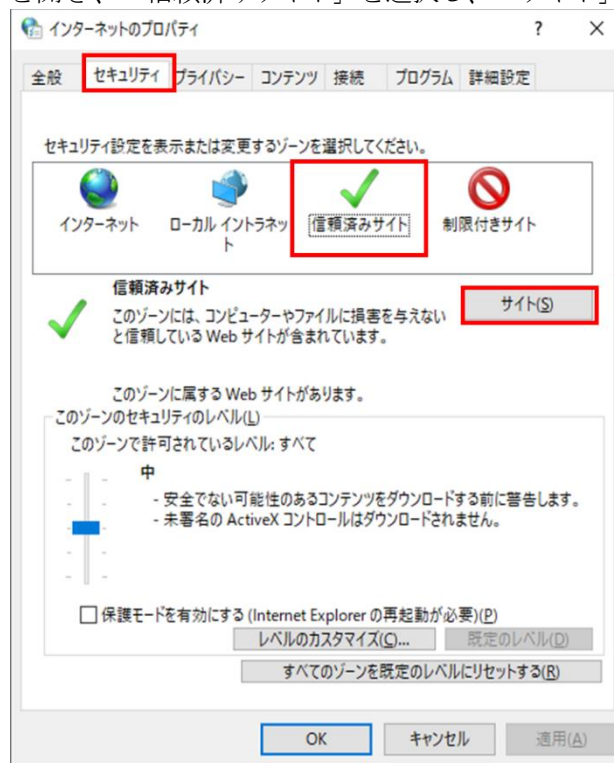 を開き、「信頼済みサイト」を選択し、「サイト」
インターネットのプロパティ ? ×
全般 セキュリティ プライバシー コンテンツ 接続 プログラム 詳細設定
セキュリティ設定を表示または変更するゾーンを選択してください。
インターネット
ローカル イントラネット
信頼済みサイト
制限付きサイト
信頼済みサイト
サイト(S)
このゾーンには、コンピューターやファイルに損害を与えない
と信頼している Web サイトが含まれています。
このゾーンに属する Web サイトがあります。
このゾーンのセキュリティのレベル(L)
このゾーンで許可されているレベル: すべて
中
- 安全でない可能性のあるコンテンツをダウンロードする前に警告します。
- 未署名の ActiveX コントロールはダウンロードされません。
保護モードを有効にする (Internet Explorer の再起動が必要)(P)
レベルのカスタマイズ(C)... 既定のレベル(D)
すべてのゾーンを既定のレベルにリセットする(R)
OK キャンセル 適用(A)